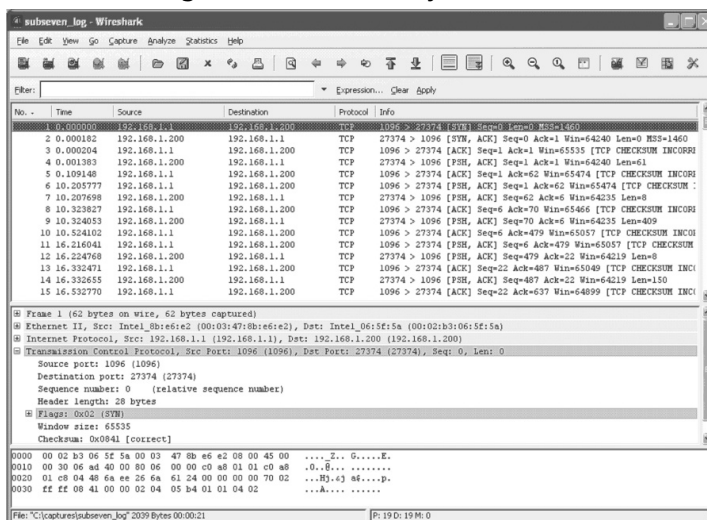 subseven_log - Wireshark
File Edit View Go Capture Analyze Statistics Help
Filter: Expression... Clear Apply
No. - Time Source Destination Protocol Info
1 0.000000 192.168.1.1 192.168.1.200 TCP 1096 > 27374 [SYN] Seq=0 Len=0 MSS=1460
2 0.000182 192.168.1.200 192.168.1.1 TCP 27374 > 1096 [SYN, ACK] Seq=0 Ack=1 Win=64240 Len=0 MSS=1460
3 0.000204 192.168.1.1 192.168.1.200 TCP 1096 > 27374 [ACK] Seq=1 Ack=1 Win=65535 [TCP CHECKSUM INCORRE
4 0.001383 192.168.1.200 192.168.1.1 TCP 27374 > 1096 [PSH, ACK] Seq=1 Ack=1 Win=64240 Len=61
5 0.109148 192.168.1.1 192.168.1.200 TCP 1096 > 27374 [ACK] Seq=1 Ack=62 Win=65474 [TCP CHECKSUM INCORR
6 10.205777 192.168.1.1 192.168.1.200 TCP 1096 > 27374 [PSH, ACK] Seq=1 Ack=62 Win=65474 [TCP CHECKSUM
7 10.207698 192.168.1.200 192.168.1.1 TCP 27374 > 1096 [PSH, ACK] Seq=62 Ack=6 Win=64235 Len=8
8 10.323827 192.168.1.1 192.168.1.200 TCP 1096 > 27374 [ACK] Seq=6 Ack=70 Win=65466 [TCP CHECKSUM INCORR
9 10.324053 192.168.1.200 192.168.1.1 TCP 27374 > 1096 [PSH, ACK] Seq=70 Ack=6 Win=64235 Len=409
10 10.524102 192.168.1.1 192.168.1.200 TCP 1096 > 27374 [ACK] Seq=6 Ack=479 Win=65057 [TCP CHECKSUM INCO
11 16.216041 192.168.1.1 192.168.1.200 TCP 1096 > 27374 [PSH, ACK] Seq=6 Ack=479 Win=65057 [TCP CHECKSUM
12 16.224768 192.168.1.200 192.168.1.1 TCP 27374 > 1096 [PSH, ACK] Seq=479 Ack=22 Win=64219 Len=8
13 16.332471 192.168.1.1 192.168.1.200 TCP 1096 > 27374 [ACK] Seq=22 Ack=487 Win=65049 [TCP CHECKSUM INC
14 16.332655 192.168.1.200 192.168.1.1 TCP 27374 > 1096 [PSH, ACK] Seq=487 Ack=22 Win=64219 Len=150
15 16.532770 192.168.1.1 192.168.1.200 TCP 1096 > 27374 [ACK] Seq=22 Ack=637 Win=64899 [TCP CHECKSUM INC
Frame 1 (62 bytes on wire, 62 bytes captured)
Ethernet II, Src: Intel_8b:e6:e2 (00:03:47:8b:e6:e2), Dst: Intel_06:5f:5a (00:02:b3:06:5f:5a)
Internet Protocol, Src: 192.168.1.1 (192.168.1.1), Dst: 192.168.1.200 (192.168.1.200)
Transmission Control Protocol, Src Port: 1096 (1096), Dst Port: 27374 (27374), Seq: 0, Len: 0
Source port: 1096 (1096)
Destination port: 27374 (27374)
Sequence number: 0 (relative sequence number)
Header length: 28 bytes
Flags: 0x02 (SYN)
Window size: 65535
Checksum: 0x0841 [correct]
0000 00 02 b3 06 5f 5a 00 03 47 8b e6 e2 08 00 45 00 ...._Z.. G.....E.
0010 00 30 06 ad 40 00 80 06 00 00 c0 a8 01 01 c0 a8 .0..@... ........
0020 01 c8 04 48 6a ee 26 6a 61 24 00 00 00 00 70 02 ...Hj.&j a$....p.
0030 ff ff 08 41 00 00 02 04 05 b4 01 01 04 02 ...A.... ......
File: "C:\captures\subseven_log" 2039 Bytes 00:00:21 P: 19 D: 19 M: 0